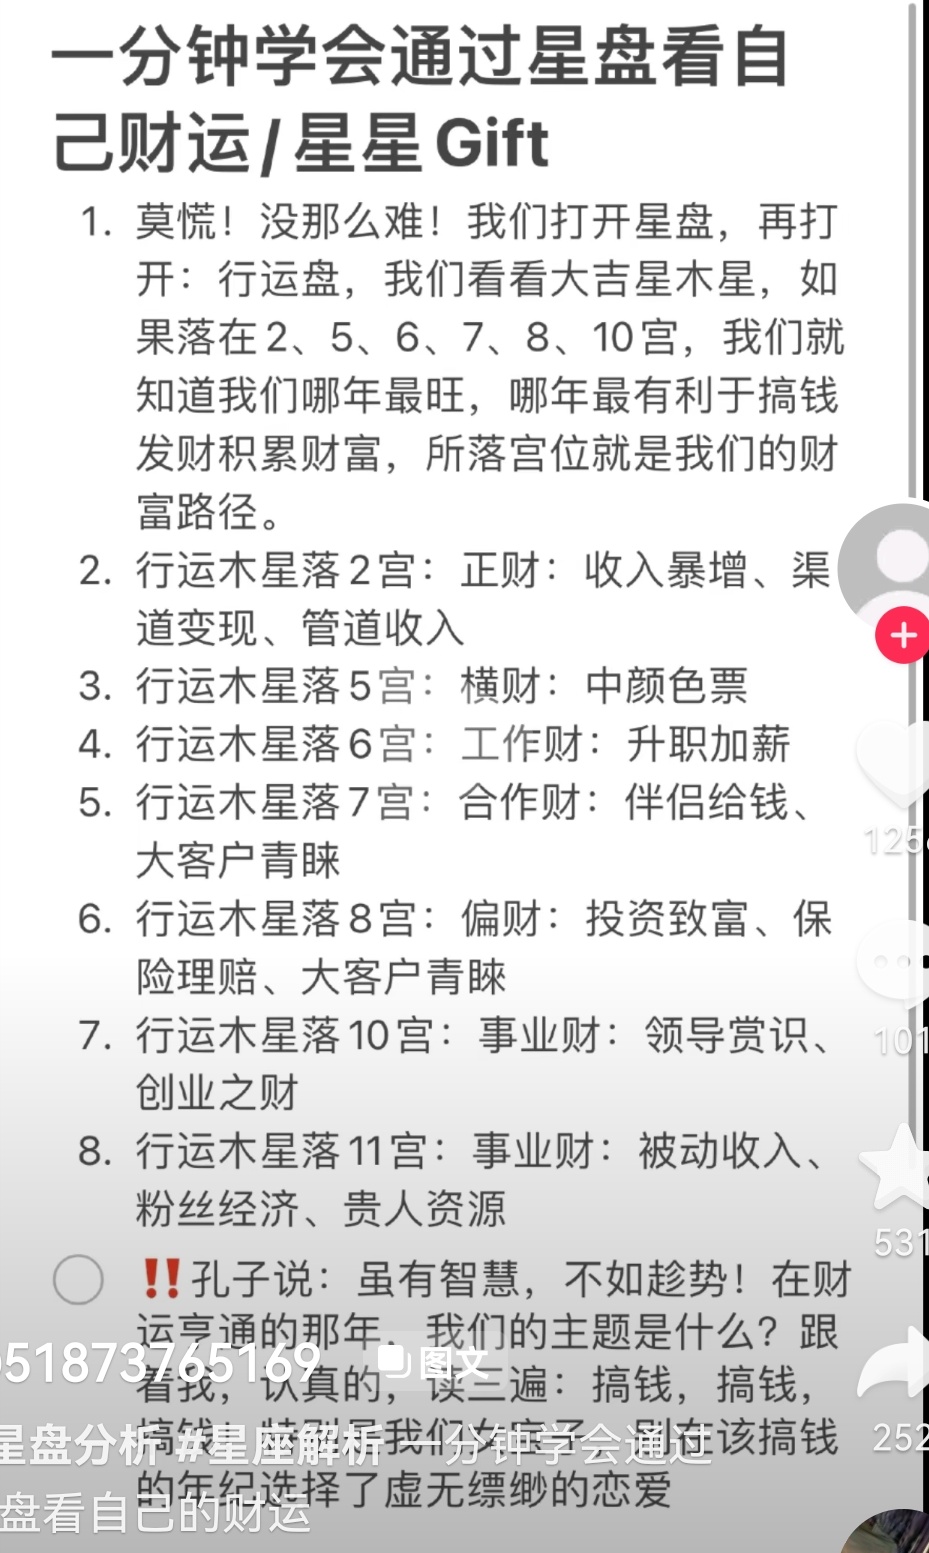 一分钟学会通过星盘看自
己财运/星星Gift
1. 莫慌！没那么难！我们打开星盘，再打
开：行运盘，我们看看大吉星木星，如
果落在2、5、6、7、8、10宫，我们就
知道我们哪年最旺，哪年最有利于搞钱
发财积累财富，所落宫位就是我们的财
富路径。
2. 行运木星落2宫：正财：收入暴增、渠
道变现、管道收入
3. 行运木星落5宫：横财：中颜色票
4. 行运木星落6宫：工作财：升职加薪
5. 行运木星落7宫：合作财：伴侣给钱、
大客户青睐
6. 行运木星落8宫：偏财：投资致富、保
险理赔、大客户青睐
7. 行运木星落10宫：事业财：领导赏识、
创业之财
8. 行运木星落11宫：事业财：被动收入、
粉丝经济、贵人资源
‼️孔子说：虽有智慧，不如趁势！在财
运亨通的那年，我们的主题是什么？跟
着我，认真的，读三遍：搞钱，搞钱，
搞钱！特别是我们女宝子，别在该搞钱
的年纪选择了虚无缥缈的恋爱
51873765169 图文
星盘分析 #星座解析 一分钟学会通过
盘看自己的财运
125
101
531
252